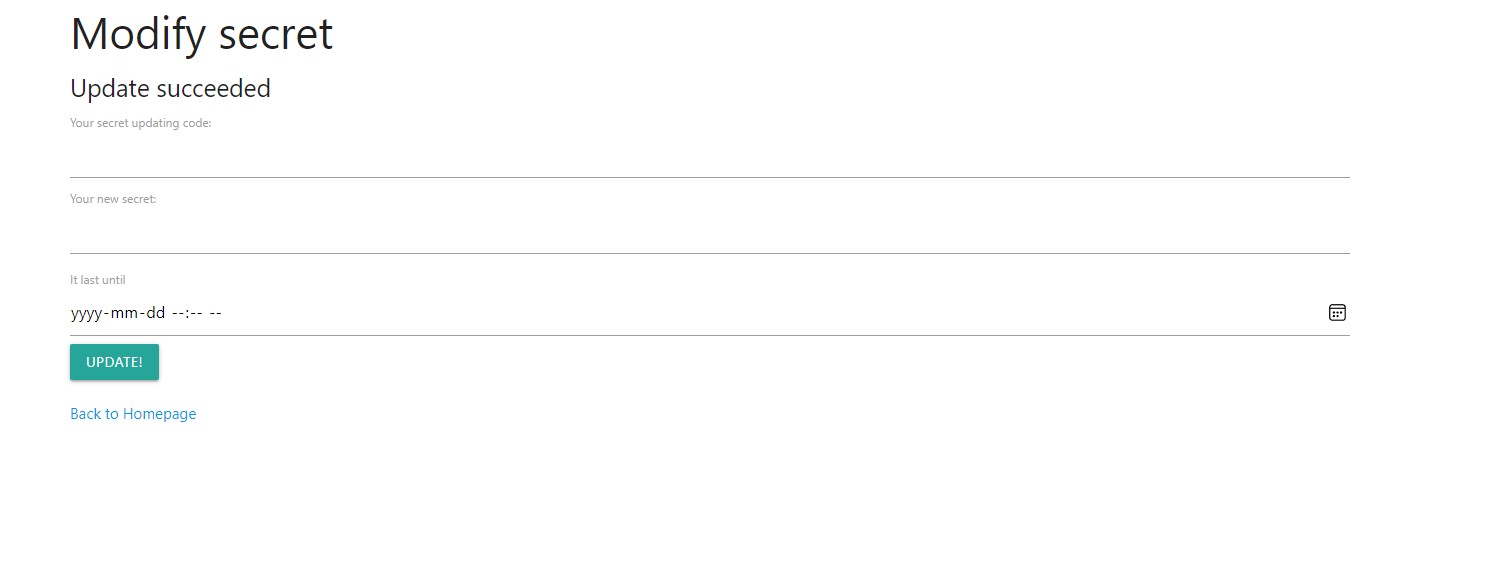 Modify secret
Update succeeded
Your secret updating code:
Your new secret:
It last until
yyyy-mm-dd --:-- --
UPDATE!
Back to Homepage